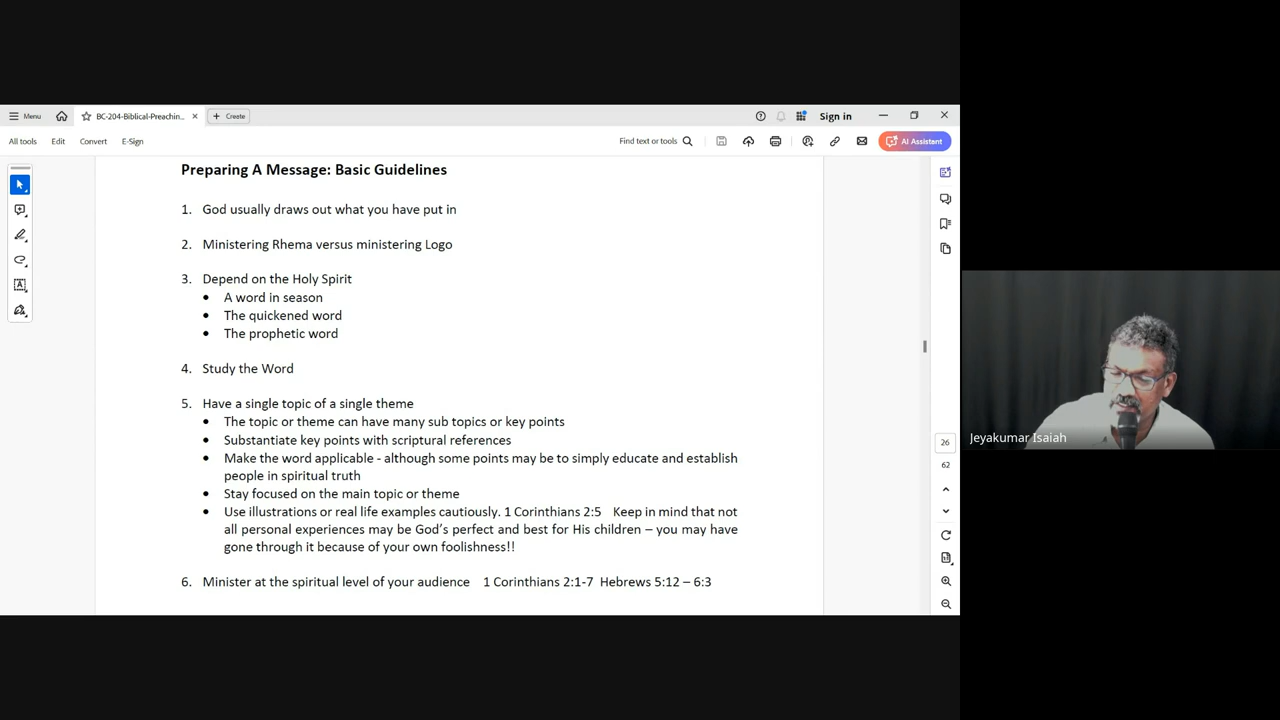 Menu
BC-204-Biblical-Preachin...
Create
Sign in
All tools
Edit
Convert
E-Sign
Find text or tools
AI Assistant
Preparing A Message: Basic Guidelines
1. God usually draws out what you have put in
2. Ministering Rhema versus ministering Logo
3. Depend on the Holy Spirit
• A word in season
• The quickened word
• The prophetic word
4. Study the Word
5. Have a single topic of a single theme
• The topic or theme can have many sub topics or key points
• Substantiate key points with scriptural references
• Make the word applicable - although some points may be to simply educate and establish
people in spiritual truth
• Stay focused on the main topic or theme
• Use illustrations or real life examples cautiously. 1 Corinthians 2:5 Keep in mind that not
all personal experiences may be God's perfect and best for His children – you may have
gone through it because of your own foolishness!!
6. Minister at the spiritual level of your audience 1 Corinthians 2:1-7 Hebrews 5:12 – 6:3
26
62
Jeyakumar Isaiah